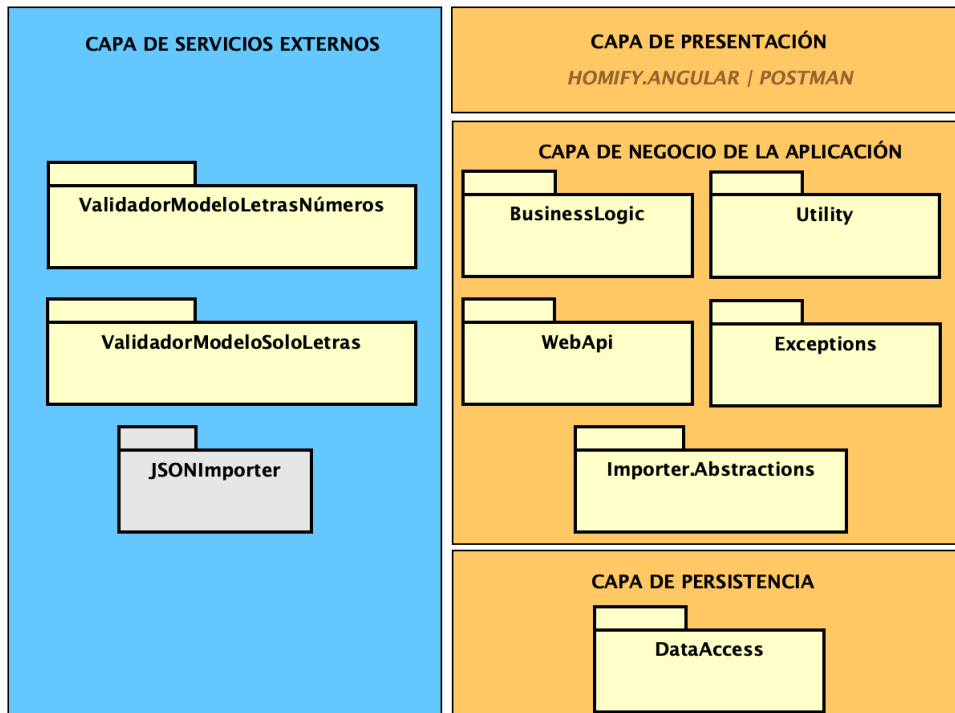 CAPA DE SERVICIOS EXTERNOS
ValidadorModeloLetrasNúmeros
ValidadorModeloSoloLetras
JSONImporter
CAPA DE PRESENTACIÓN
HOMIFY.ANGULAR | POSTMAN
CAPA DE NEGOCIO DE LA APLICACIÓN
BusinessLogic
Utility
WebApi
Exceptions
Importer.Abstractions
CAPA DE PERSISTENCIA
DataAccess